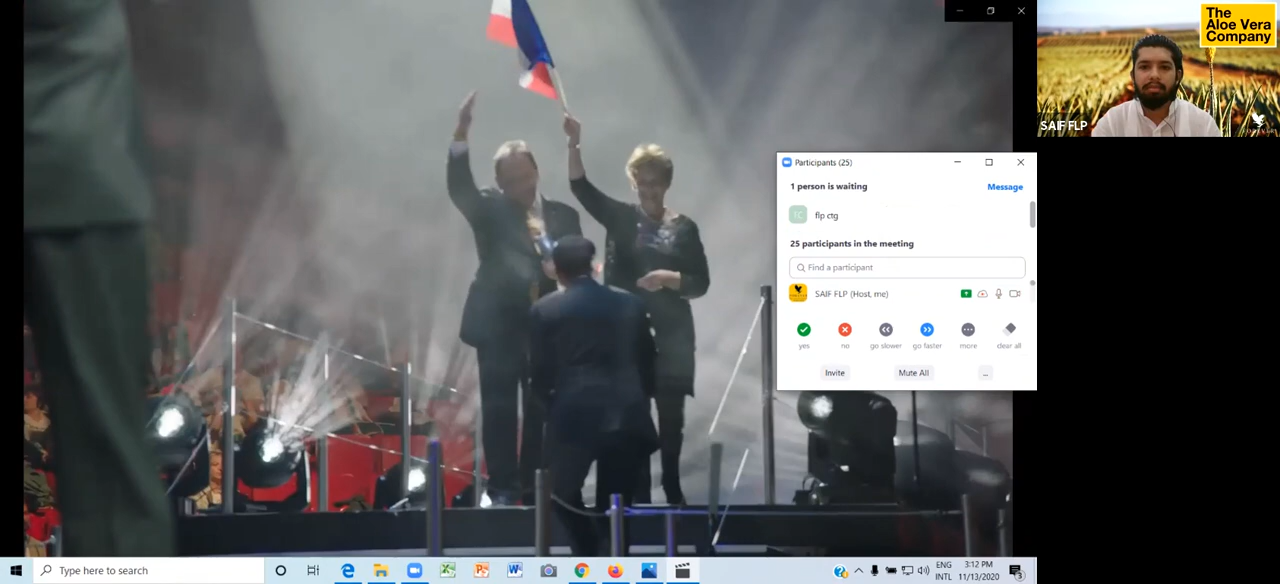 The
Aloe Vera
Company
SAIF FLP
Participants (25)
1 person is waiting
Message
TC
flp ctg
25 participants in the meeting
Find a participant
SAIF FLP (Host, me)
yes
no
go slower
go faster
more
clear all
Invite
Mute All
...
Type here to search
ENG
INTL
3:12 PM
11/13/2020
3